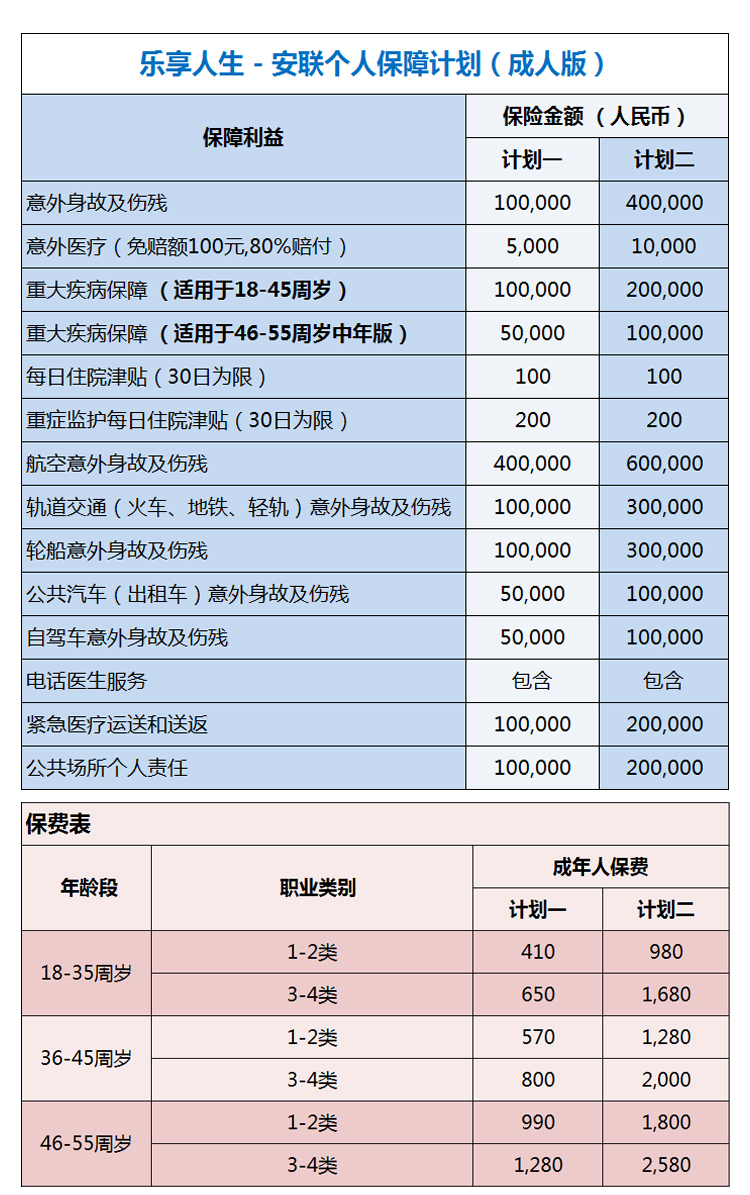 乐享人生 - 安联个人保障计划（成人版）
保障利益
保险金额 （人民币）
计划一 计划二
意外身故及伤残 100,000 400,000
意外医疗（免赔额100元,80%赔付） 5,000 10,000
重大疾病保障 （适用于18-45周岁） 100,000 200,000
重大疾病保障 （适用于46-55周岁中年版） 50,000 100,000
每日住院津贴（30日为限） 100 100
重症监护每日住院津贴（30日为限） 200 200
航空意外身故及伤残 400,000 600,000
轨道交通（火车、地铁、轻轨）意外身故及伤残 100,000 300,000
轮船意外身故及伤残 100,000 300,000
公共汽车（出租车）意外身故及伤残 50,000 100,000
自驾车意外身故及伤残 50,000 100,000
电话医生服务 包含 包含
紧急医疗运送和送返 100,000 200,000
公共场所个人责任 100,000 200,000
保费表
年龄段 职业类别 成年人保费
计划一 计划二
18-35周岁 1-2类 410 980
3-4类 650 1,680
36-45周岁 1-2类 570 1,280
3-4类 800 2,000
46-55周岁 1-2类 990 1,800
3-4类 1,280 2,580